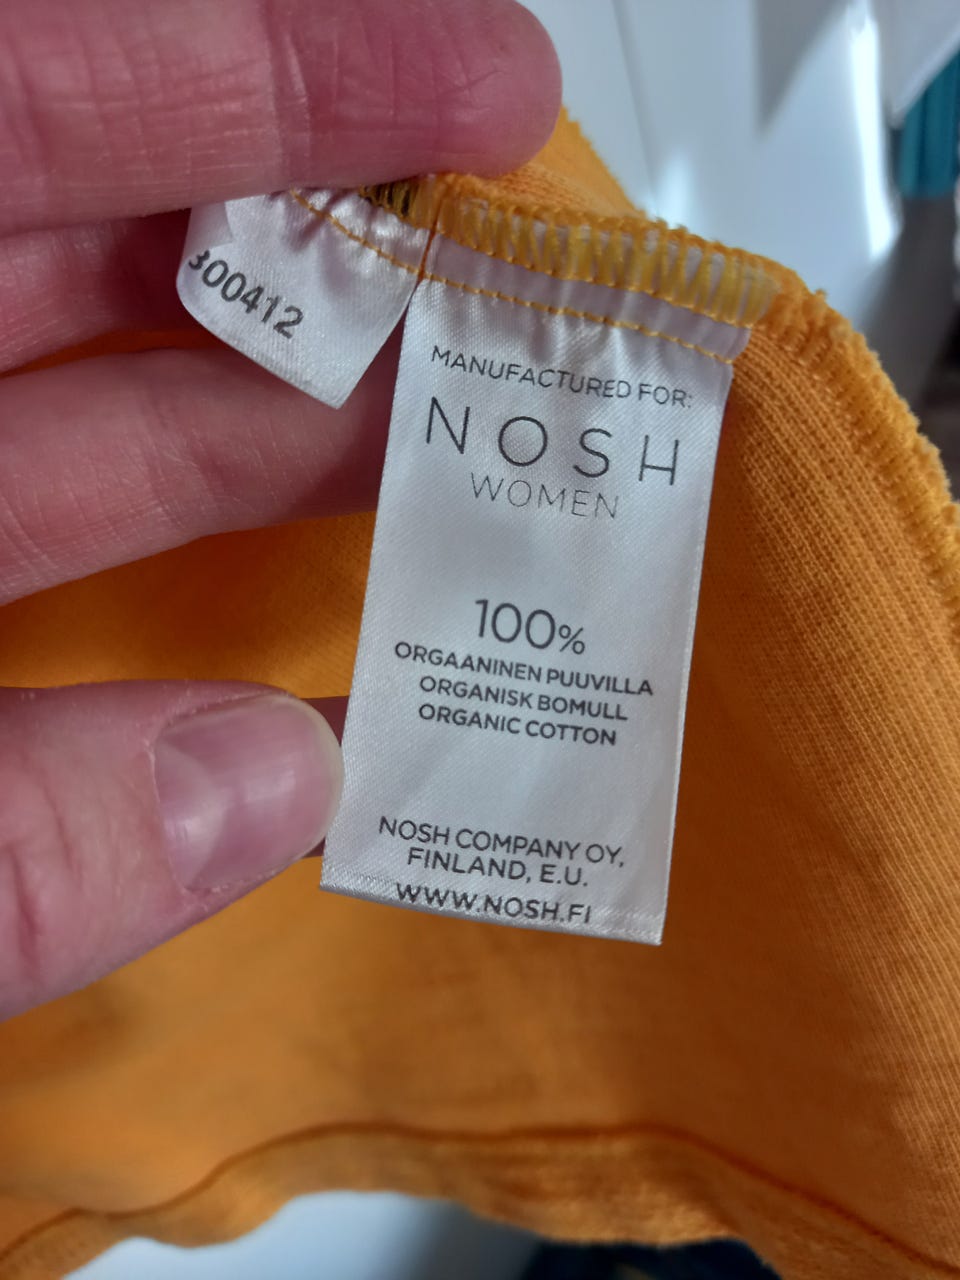 300412
MANUFACTURED FOR:
NOSH
WOMEN
100%
ORGAANINEN PUUVILLA
ORGANISK BOMULL
ORGANIC COTTON
NOSH COMPANY OY,
FINLAND, E.U.
WWW.NOSH.FI